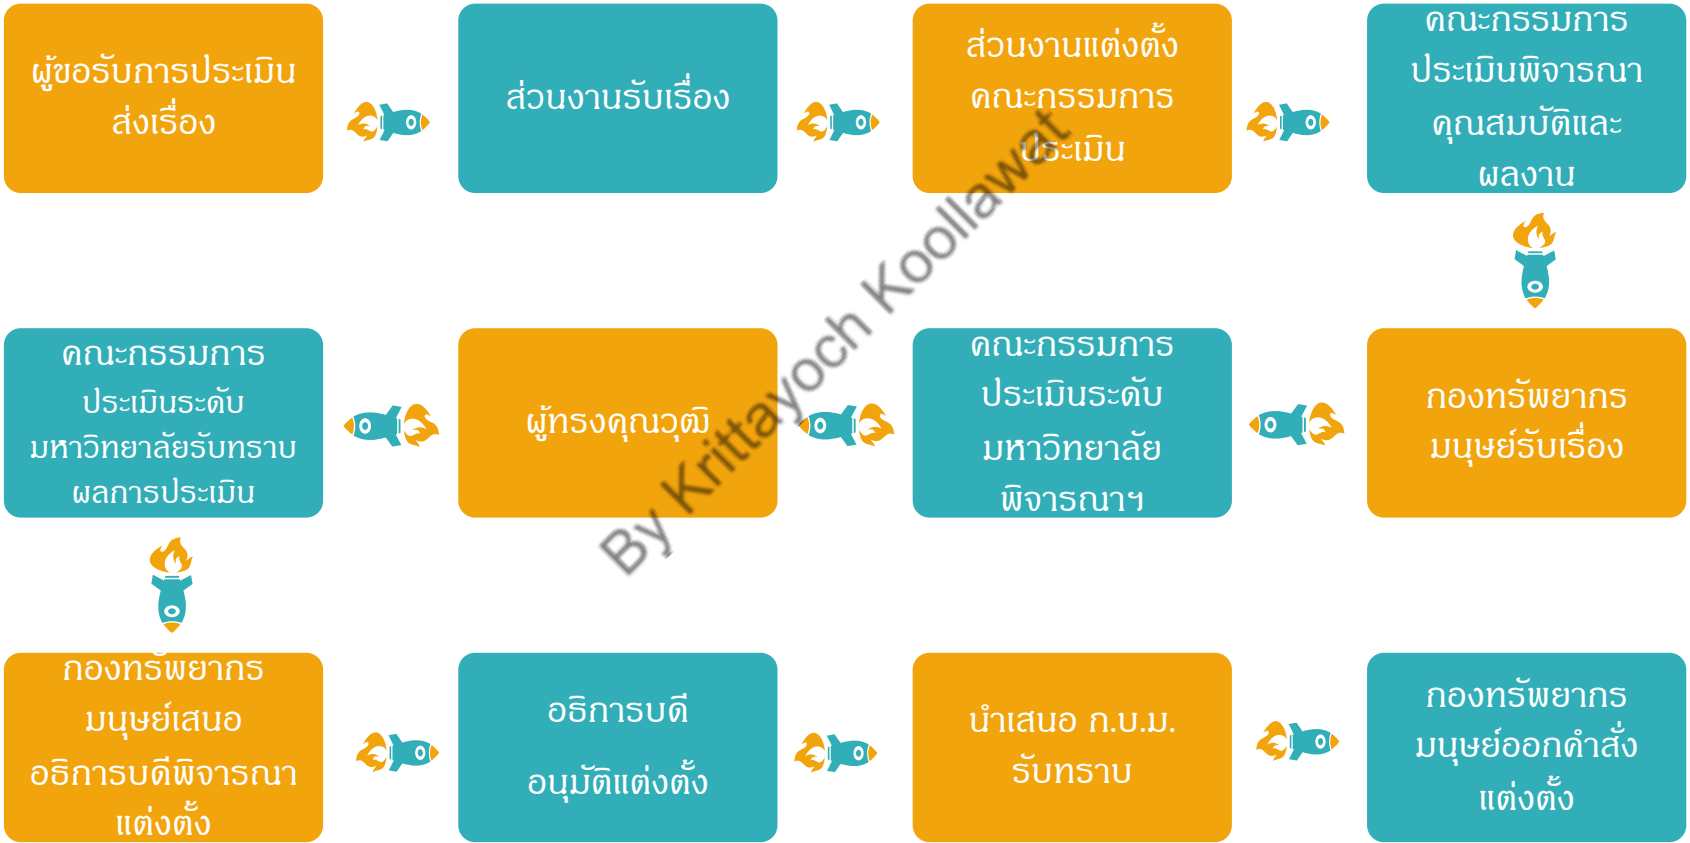 ผู้ขอรับการประเมิน
ส่งเรื่อง
ส่วนงานรับเรื่อง
ส่วนงานแต่งตั้ง
คณะกรรมการ
ประเมิน
คณะกรรมการ
ประเมินพิจารณา
คุณสมบัติและ
ผลงาน
กองทรัพยากร
มนุษย์รับเรื่อง
คณะกรรมการ
ประเมินระดับ
มหาวิทยาลัย
พิจารณาฯ
ผู้ทรงคุณวุฒิ
คณะกรรมการ
ประเมินระดับ
มหาวิทยาลัยรับทราบ
ผลการประเมิน
กองทรัพยากร
มนุษย์เสนอ
อธิการบดีพิจารณา
แต่งตั้ง
อธิการบดี
อนุมัติแต่งตั้ง
นำเสนอ ก.บ.ม.
รับทราบ
กองทรัพยากร
มนุษย์ออกคำสั่ง
แต่งตั้ง
By Krittayoch Koollawat